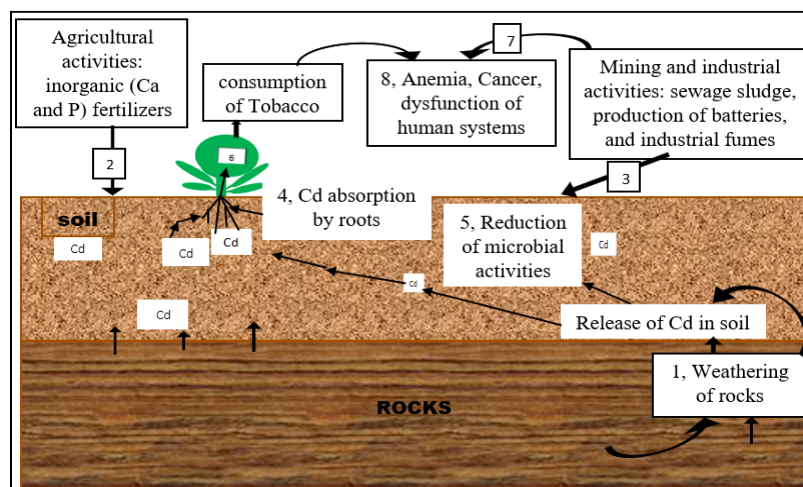 Agricultural
activities:
inorganic (Ca
and P) fertilizers
2
consumption
of Tobacco
6
7
8, Anemia, Cancer,
dysfunction of
human systems
Mining and industrial
activities: sewage sludge,
production of batteries,
and industrial fumes
3
soil
Cd
4, Cd absorption
by roots
Cd
Cd
5, Reduction
of microbial
activities
Cd
Cd
Cd
Release of Cd in soil
1, Weathering
of rocks
ROCKS